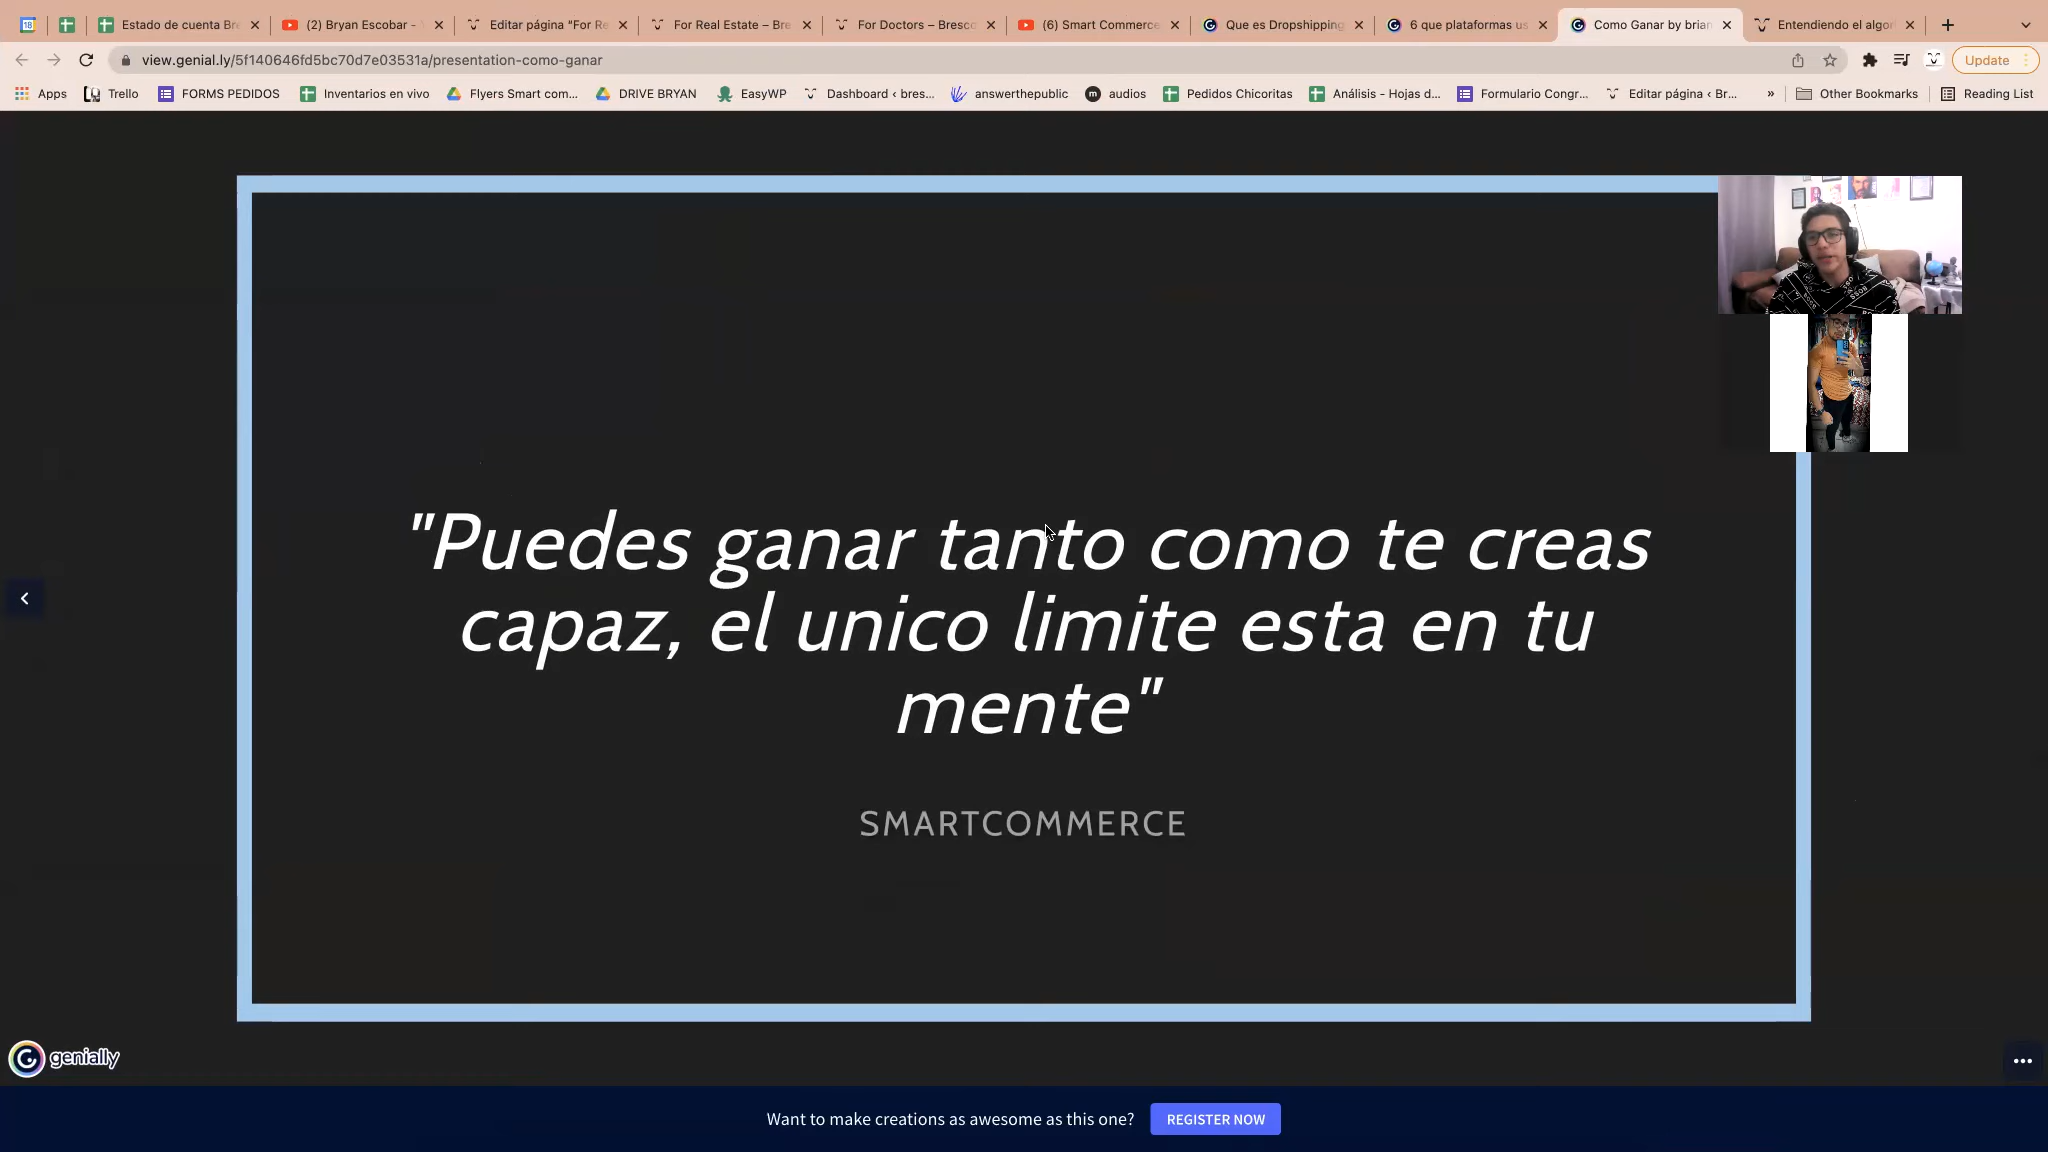 Estado de cuenta Bre
(2) Bryan Escobar -
Editar página "For Re
For Real Estate – Bre
For Doctors – Bresco
(6) Smart Commerce
Que es Dropshipping
6 que plataformas us
Como Ganar by brian
Entendiendo el algor
view.genial.ly/5f140646fd5bc70d7e03531a/presentation-como-ganar
Update
Apps
Trello
FORMS PEDIDOS
Inventarios en vivo
Flyers Smart com...
DRIVE BRYAN
EasyWP
Dashboard ‹ bres...
answerthepublic
audios
Pedidos Chicoritas
Análisis - Hojas d...
Formulario Congr...
Editar página ‹ Br...
»
Other Bookmarks
Reading List
"Puedes ganar tanto como te creas
capaz, el unico limite esta en tu
mente"
SMARTCOMMERCE
genially
Want to make creations as awesome as this one?
REGISTER NOW